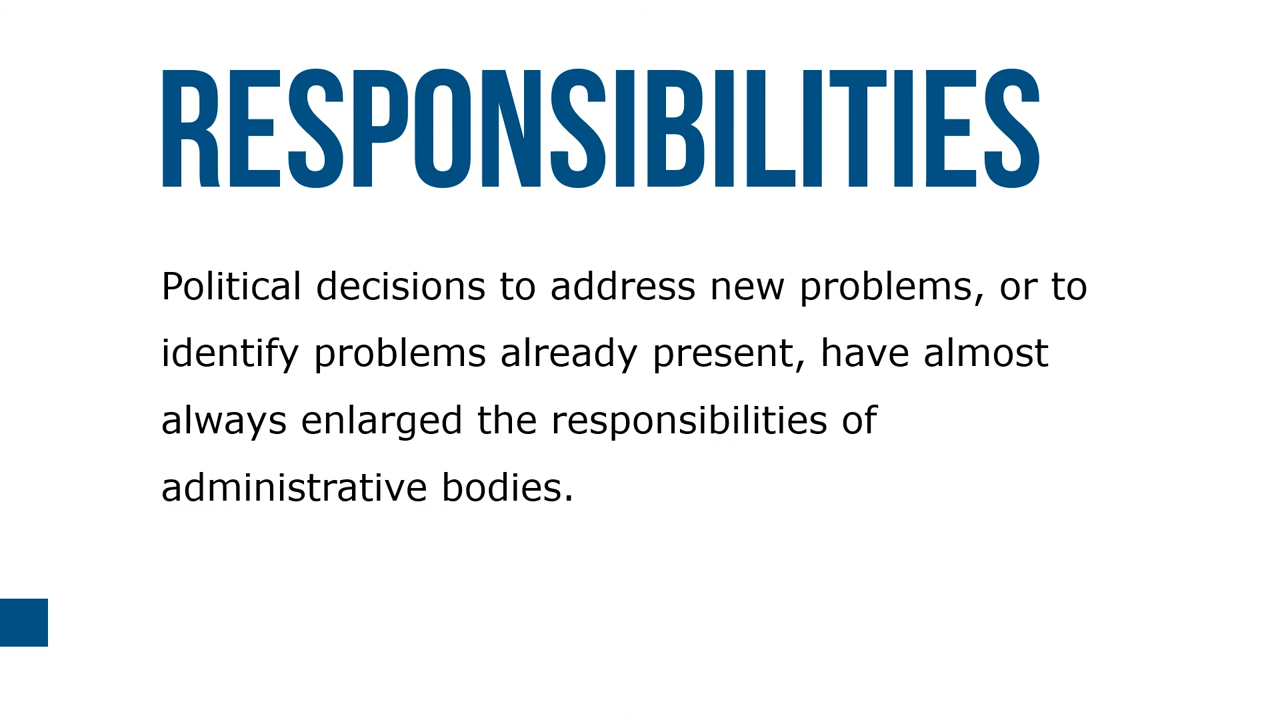 RESPONSIBILITIES
Political decisions to address new problems, or to
identify problems already present, have almost
always enlarged the responsibilities of
administrative bodies.